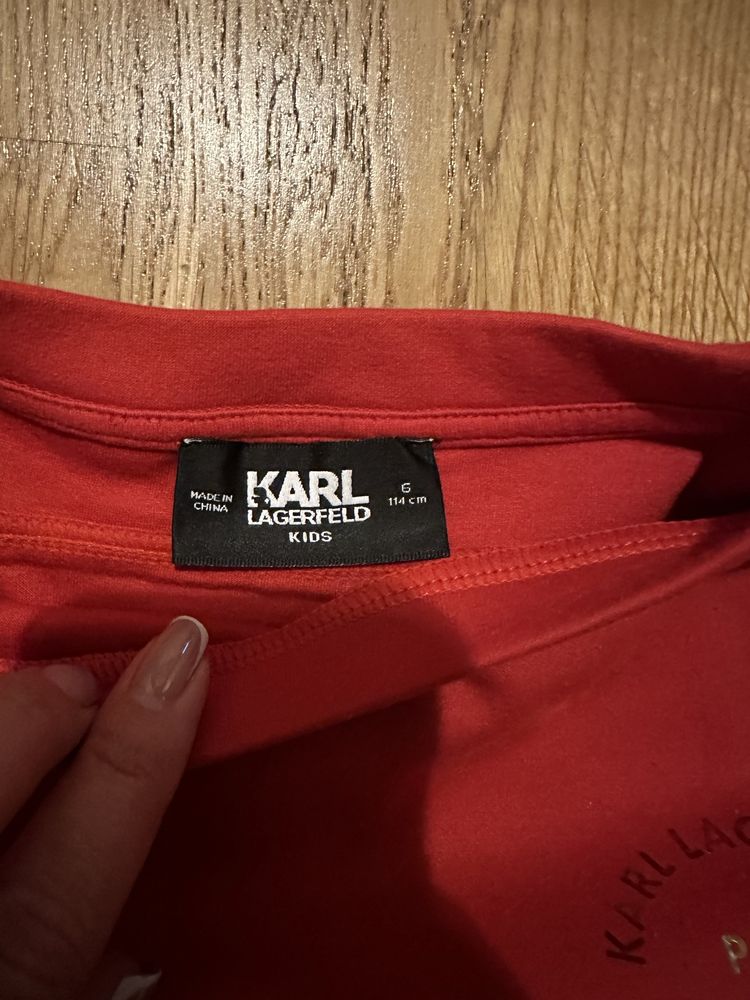 MADE IN
CHINA
KARL
LAGERFELD
KIDS
6
114 cm
KARL LAG
P